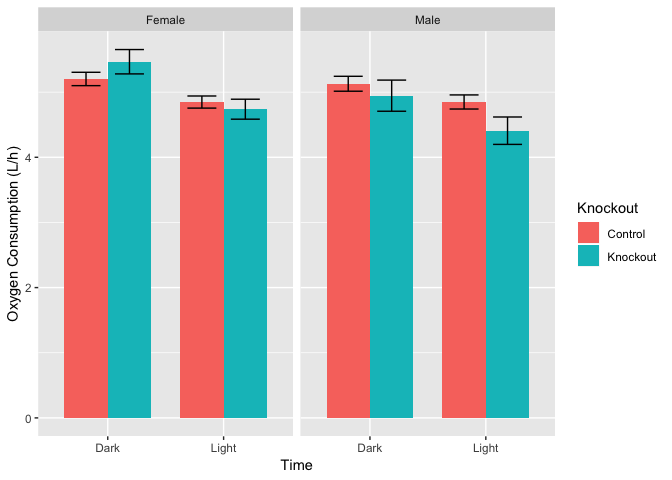 Female
Male
Oxygen Consumption (L/h)
4
2
0
Dark
Light
Dark
Light
Time
Knockout
Control
Knockout